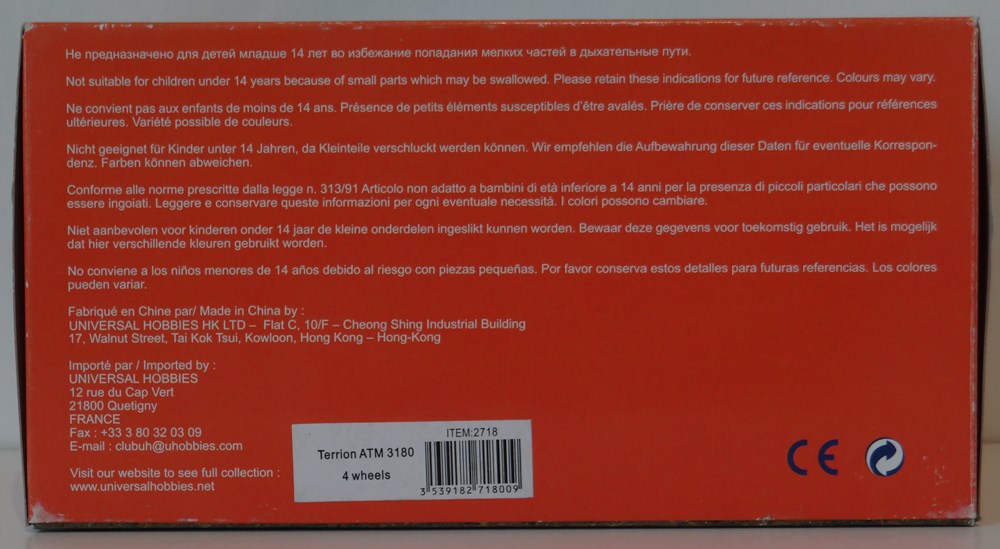 Не предназначено для детей младше 14 лет во избежание попадания мелких частей в дыхательные пути.
Not suitable for children under 14 years because of small parts which may be swallowed. Please retain these indications for future reference. Colours may vary.
Ne convient pas aux enfants de moins de 14 ans. Présence de petits éléments susceptibles d'être avalés. Prière de conserver ces indications pour références
ultérieures. Variété possible de couleurs.
Nicht geeignet für Kinder unter 14 Jahren, da Kleinteile verschluckt werden können. Wir empfehlen die Aufbewahrung dieser Daten für eventuelle Korrespon-
denz. Farben können abweichen.
Conforme alle norme prescritte dalla legge n. 313/91 Articolo non adatto a bambini di età inferiore a 14 anni per la presenza di piccoli particolari che possono
essere ingoiati. Leggere e conservare queste informazioni per ogni eventuale necessità. I colori possono cambiare.
Niet aanbevolen voor kinderen onder 14 jaar de kleine onderdelen ingeslikt kunnen worden. Bewaar deze gegevens voor toekomstig gebruik. Het is mogelijk
dat hier verschillende kleuren gebruikt worden.
No conviene a los niños menores de 14 años debido al riesgo con piezas pequeñas. Por favor conserva estos detalles para futuras referencias. Los colores
pueden variar.
Fabriqué en Chine par/ Made in China by :
UNIVERSAL HOBBIES HK LTD – Flat C, 10/F – Cheong Shing Industrial Building
17, Walnut Street, Tai Kok Tsui, Kowloon, Hong Kong – Hong-Kong
Importé par / Imported by :
UNIVERSAL HOBBIES
12 rue du Cap Vert
21800 Quetigny
FRANCE
Fax : +33 3 80 32 03 09
E-mail : clubuh@uhobbies.com
Visit our website to see full collection :
www.universalhobbies.net
ITEM:2718
Terrion ATM 3180
4 wheels
3 539182 718009
CE